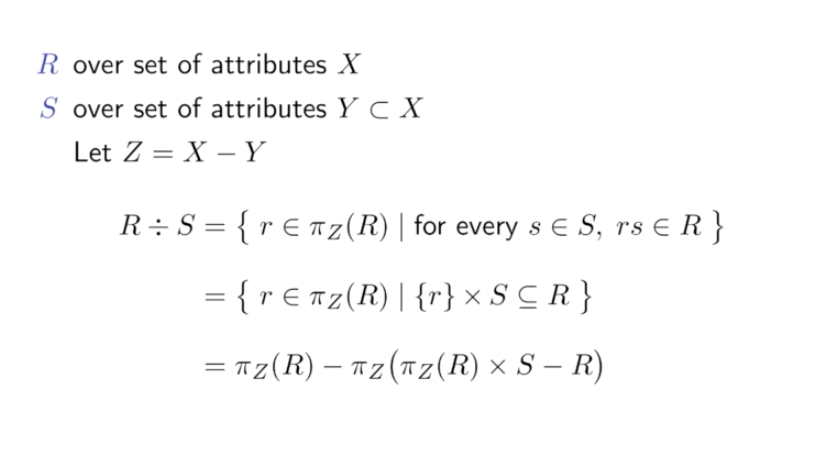 R over set of attributes X
S over set of attributes Y ⊂ X
Let Z = X − Y
R ÷ S = { r ∈ π_Z(R) | for every s ∈ S, rs ∈ R }
= { r ∈ π_Z(R) | {r} × S ⊆ R }
= π_Z(R) − π_Z(π_Z(R) × S − R)